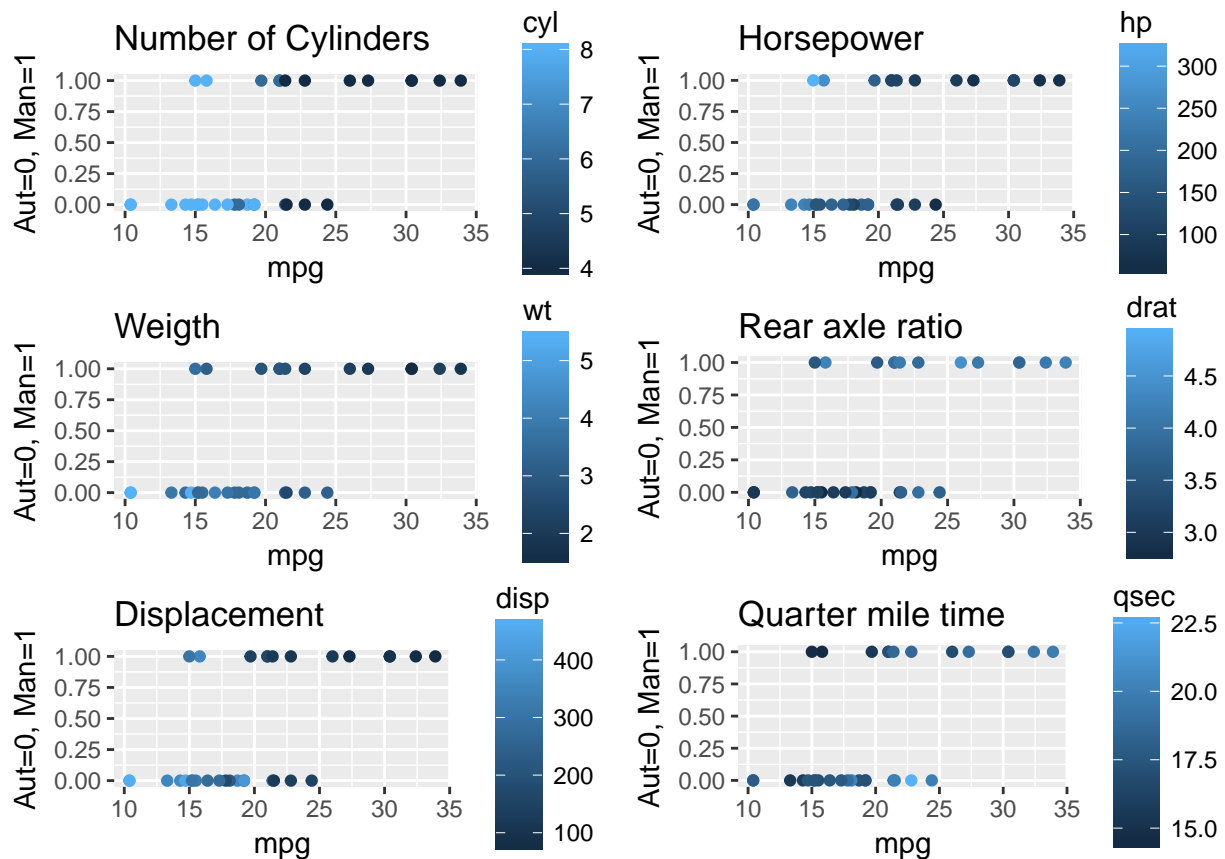 Number of Cylinders
cyl
Aut=0, Man=1
1.00
0.75
0.50
0.25
0.00
10 15 20 25 30 35
mpg
8
7
6
5
4
Horsepower
hp
Aut=0, Man=1
1.00
0.75
0.50
0.25
0.00
10 15 20 25 30 35
mpg
300
250
200
150
100
Weigth
wt
Aut=0, Man=1
1.00
0.75
0.50
0.25
0.00
10 15 20 25 30 35
mpg
5
4
3
2
Rear axle ratio
drat
Aut=0, Man=1
1.00
0.75
0.50
0.25
0.00
10 15 20 25 30 35
mpg
4.5
4.0
3.5
3.0
Displacement
disp
Aut=0, Man=1
1.00
0.75
0.50
0.25
0.00
10 15 20 25 30 35
mpg
400
300
200
100
Quarter mile time
qsec
Aut=0, Man=1
1.00
0.75
0.50
0.25
0.00
10 15 20 25 30 35
mpg
22.5
20.0
17.5
15.0